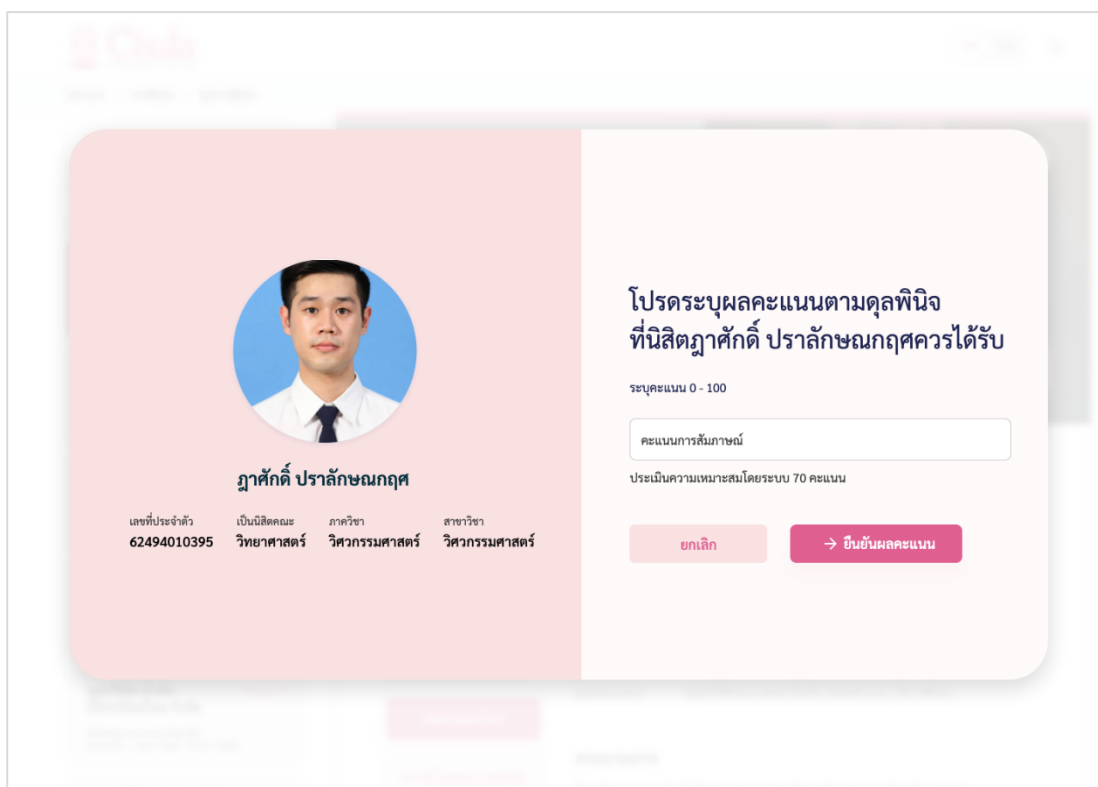 ฎาศักดิ์ ปราลักษณกฤศ
เลขที่ประจำตัว
62494010395
เป็นนิสิตคณะ
วิทยาศาสตร์
ภาควิชา
วิศวกรรมศาสตร์
สาขาวิชา
วิศวกรรมศาสตร์
โปรดระบุผลคะแนนตามดุลพินิจ
ที่นิสิตฎาศักดิ์ ปราลักษณกฤศควรได้รับ
ระบุคะแนน 0 - 100
คะแนนการสัมภาษณ์
ประเมินความเหมาะสมโดยระบบ 70 คะแนน
ยกเลิก
→ ยืนยันผลคะแนน